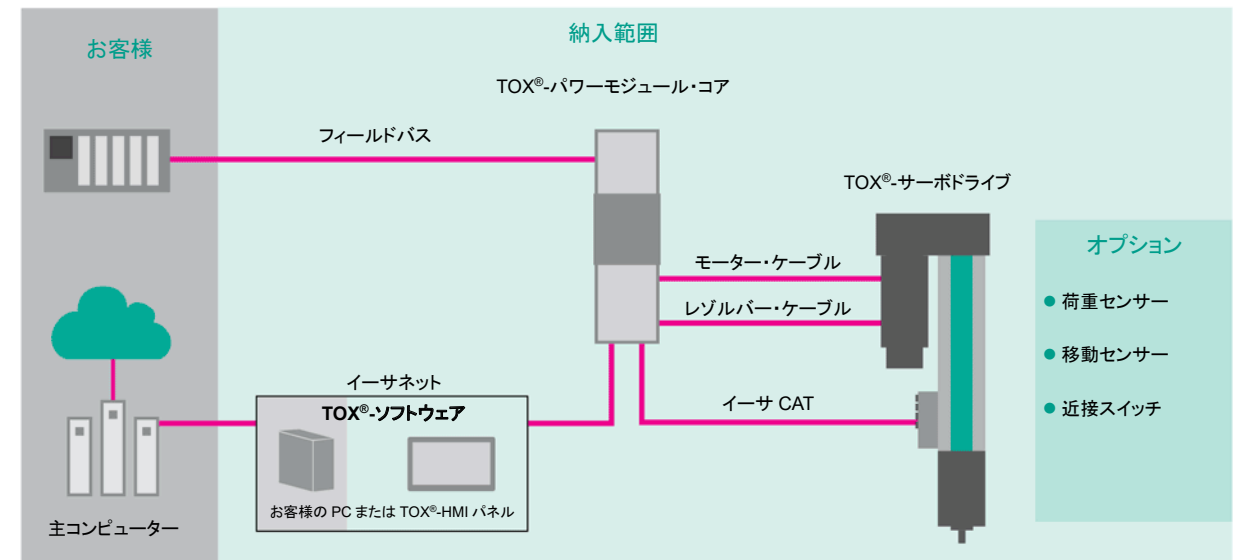 お客様
納入範囲
TOX®-パワーモジュール・コア
フィールドバス
TOX®-サーボドライブ
モーター・ケーブル
レゾルバー・ケーブル
イーサネット
TOX®-ソフトウェア
イーサ CAT
お客様の PC または TOX®-HMI パネル
主コンピューター
オプション
● 荷重センサー
● 移動センサー
● 近接スイッチ